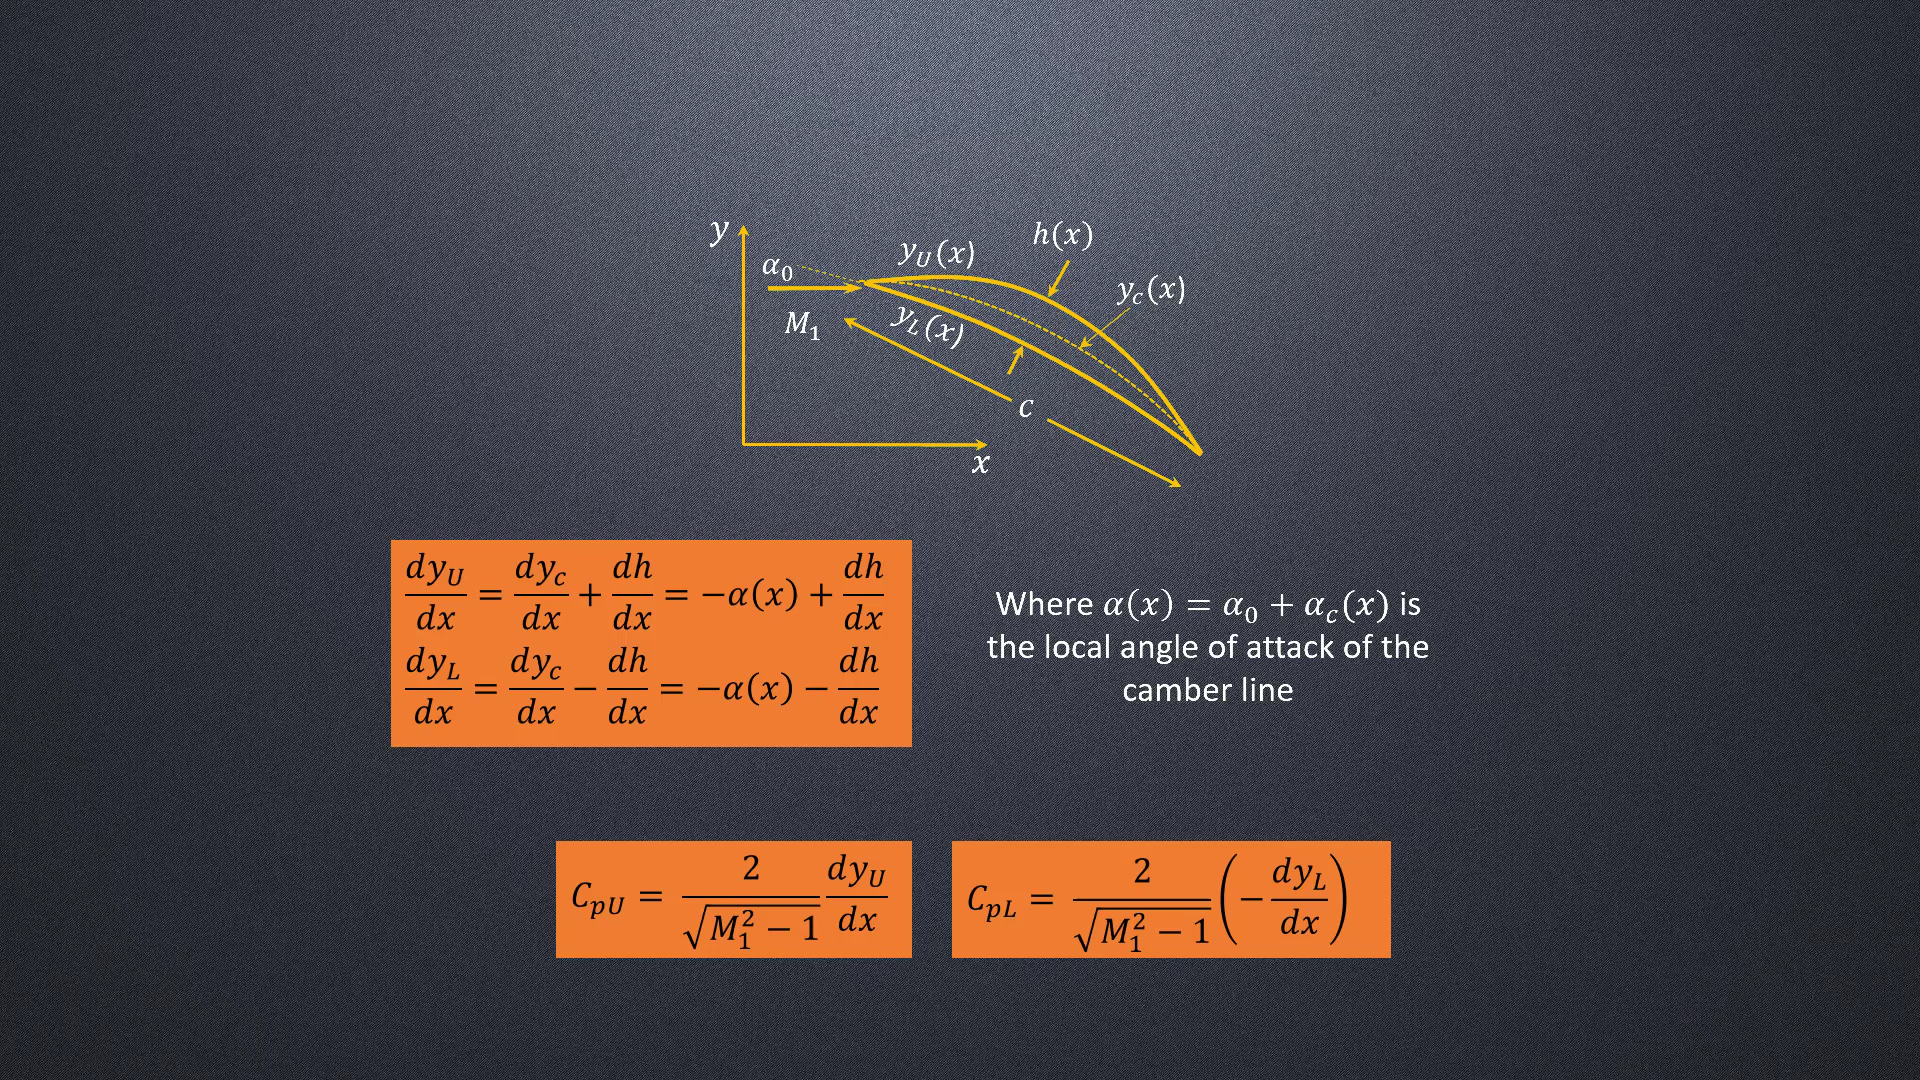 y
α₀
y_U(x)
h(x)
y_c(x)
M₁
y_L(x)
c
x
dy_U/dx = dy_c/dx + dh/dx = −α(x) + dh/dx
dy_L/dx = dy_c/dx − dh/dx = −α(x) − dh/dx
Where α(x) = α₀ + α_c(x) is
the local angle of attack of the
camber line
C_pU = 2/√(M₁² − 1) dy_U/dx
C_pL = 2/√(M₁² − 1) (−dy_L/dx)